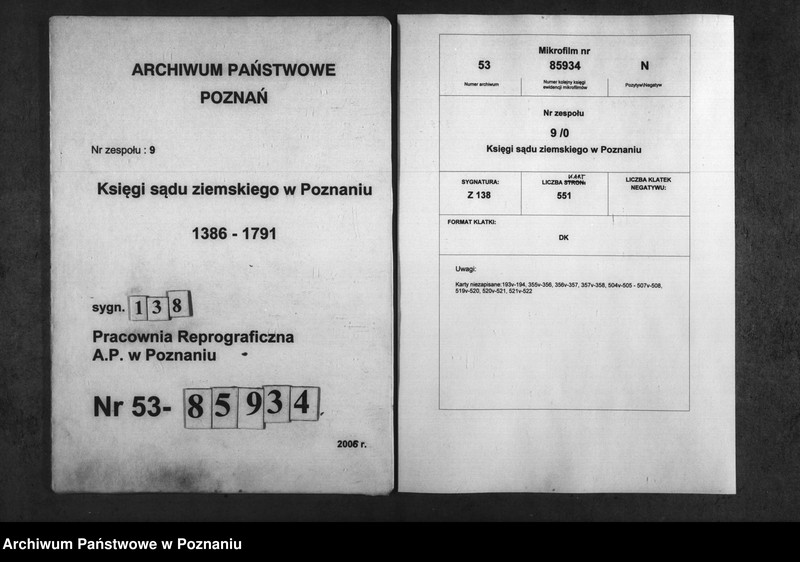 ARCHIWUM PAŃSTWOWE
POZNAŃ
Nr zespołu : 9
Księgi sądu ziemskiego w Poznaniu
1386 - 1791
sygn. 138
Pracownia Reprograficzna
A.P. w Poznaniu
Nr 53- 85934
2006 r.
Mikrofilm nr
53 85934 N
Numer archiwum Numer kolejny księgi ewidencji mikrofilmów Pozytyw\Negatyw
Nr zespołu
9 /0
Księgi sądu ziemskiego w Poznaniu
SYGNATURA:
Z 138
KART
LICZBA STRON:
551
LICZBA KLATEK
NEGATYWU:
FORMAT KLATKI:
DK
Uwagi:
Karty niezapisane:193v-194, 355v-356, 356v-357, 357v-358, 504v-505 - 507v-508,
519v-520, 520v-521, 521v-522
Archiwum Państwowe w Poznaniu